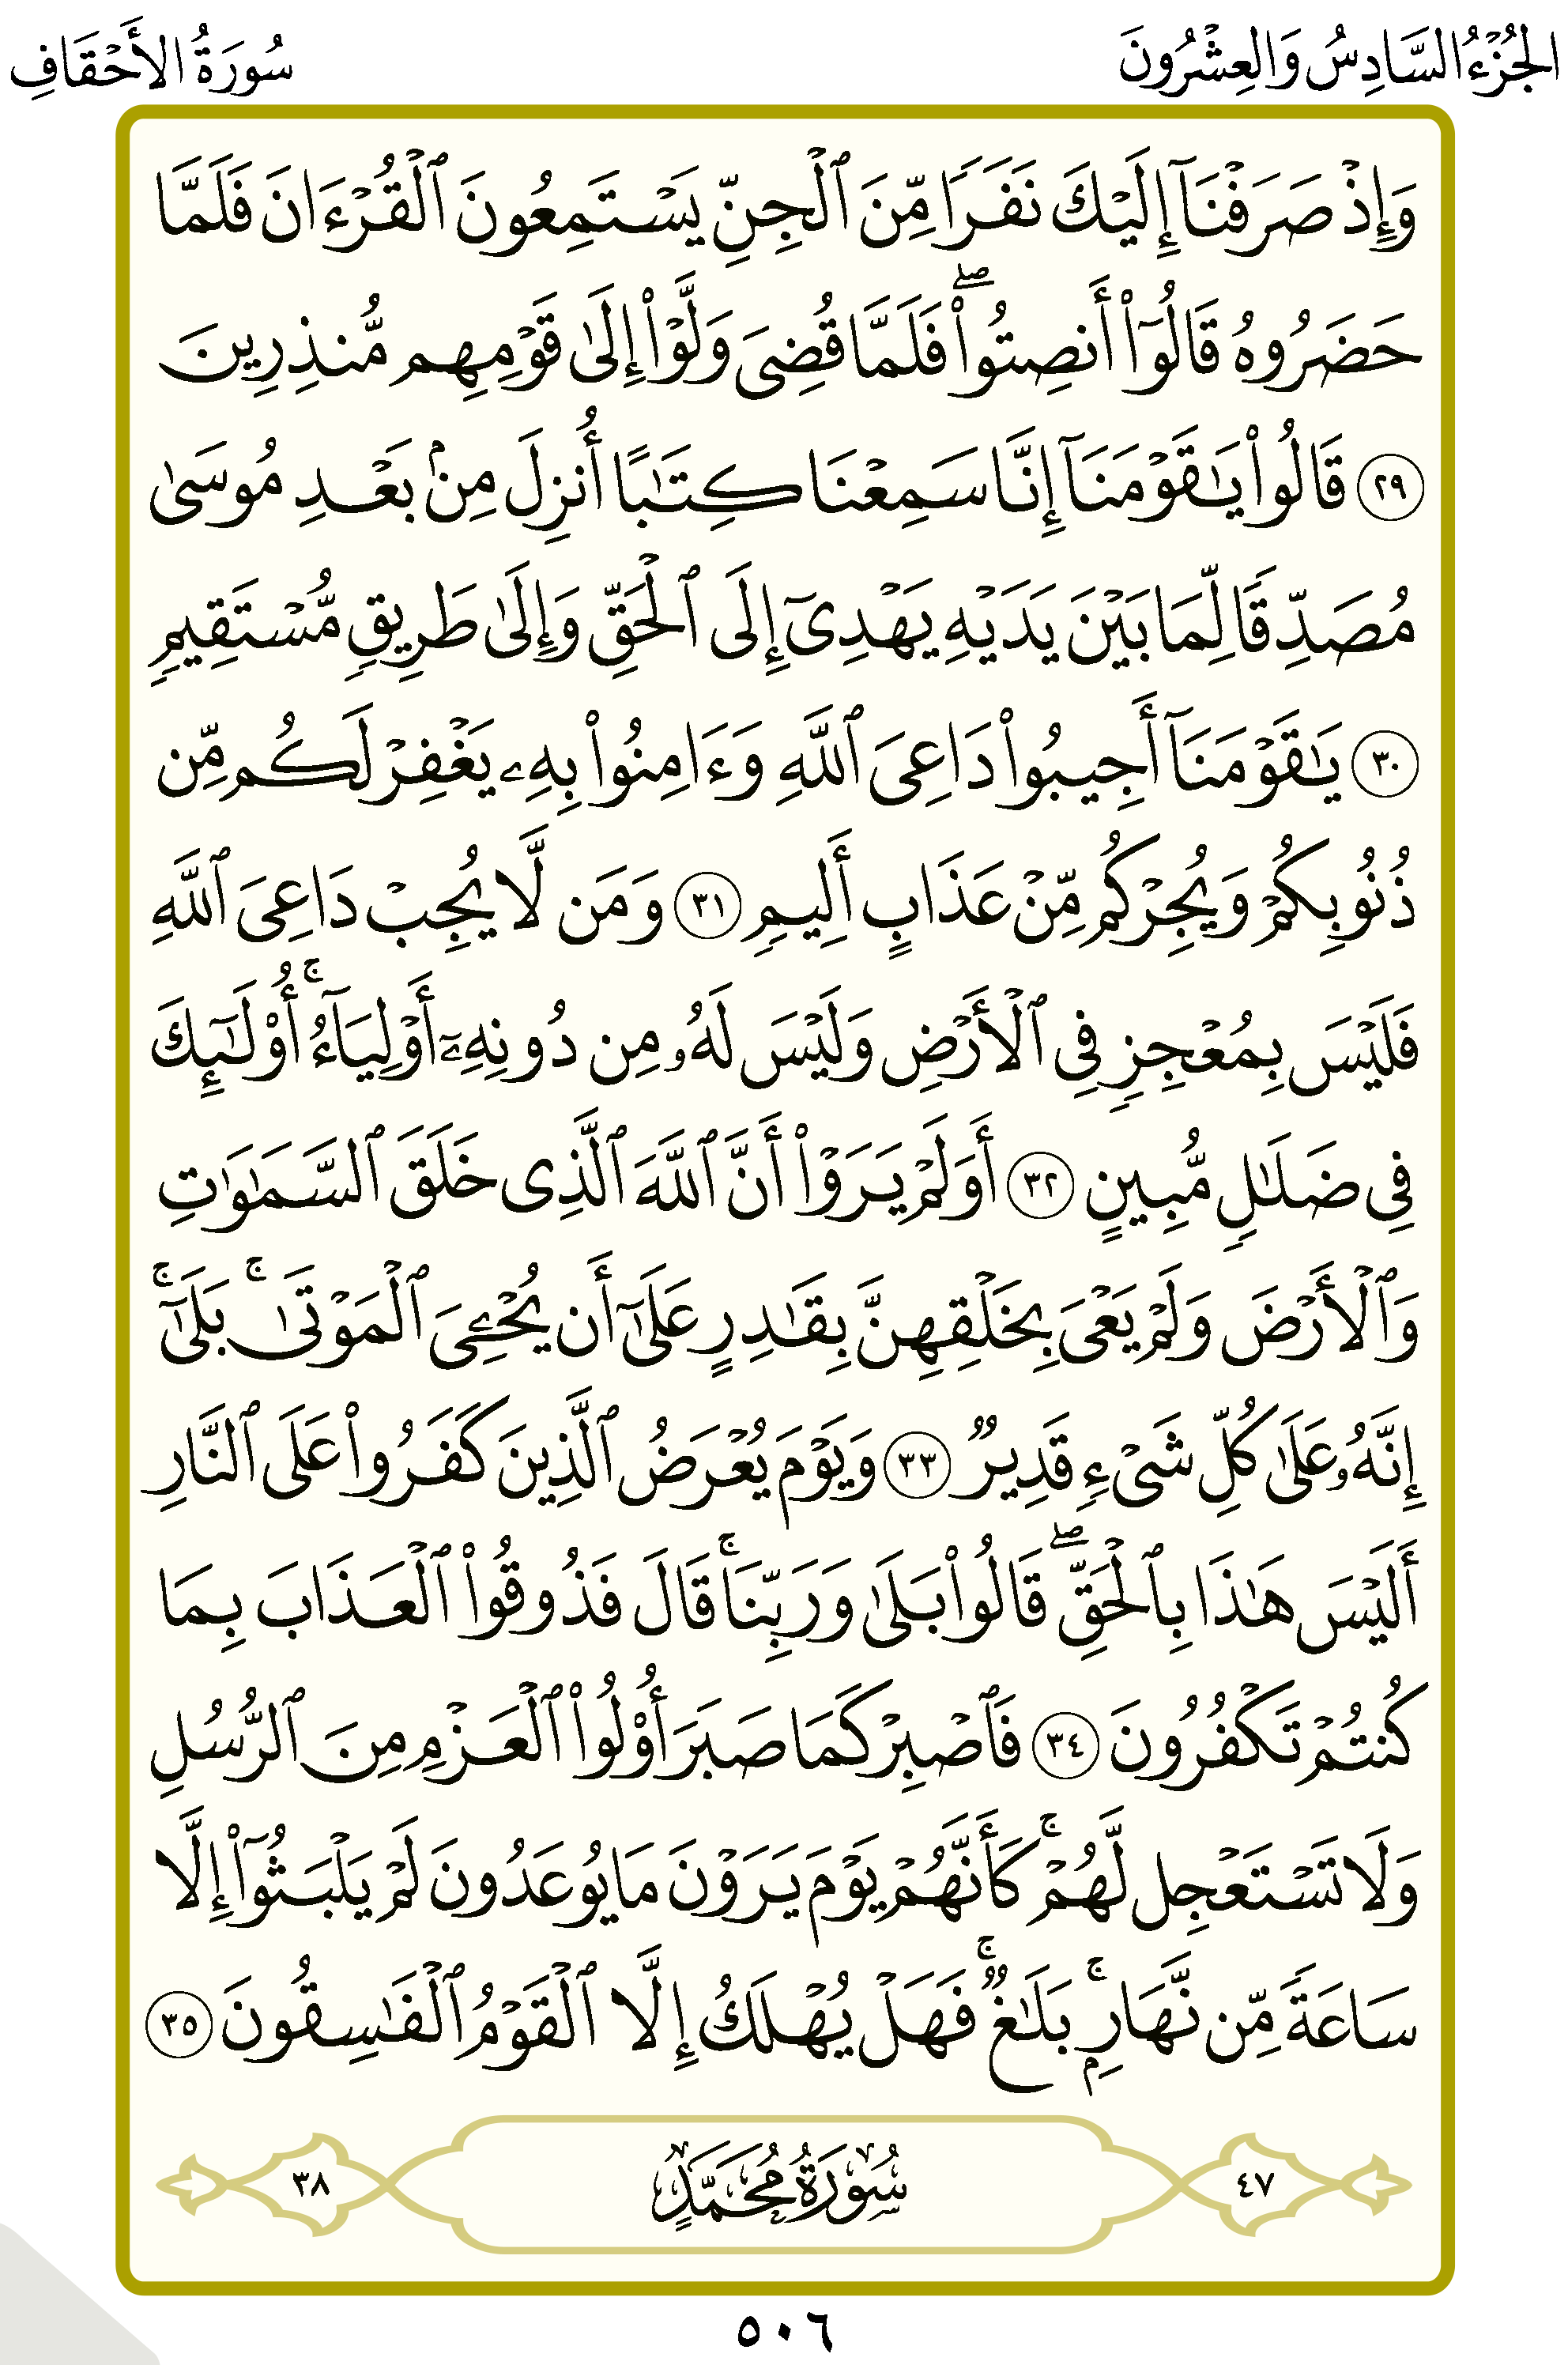 الجُزْءُ السَّادِسُ وَالعِشْرُونَ
سُورَةُ الأَحْقَافِ
وَإِذْ صَرَفْنَآ إِلَيْكَ نَفَرًا مِّنَ ٱلْجِنِّ يَسْتَمِعُونَ ٱلْقُرْءَانَ فَلَمَّا
حَضَرُوهُ قَالُوٓا۟ أَنصِتُوا۟ۖ فَلَمَّا قُضِىَ وَلَّوْا۟ إِلَىٰ قَوْمِهِم مُّنذِرِينَ
٢٩ قَالُوا۟ يَٰقَوْمَنَآ إِنَّا سَمِعْنَا كِتَٰبًا أُنزِلَ مِنۢ بَعْدِ مُوسَىٰ
مُصَدِّقًا لِّمَا بَيْنَ يَدَيْهِ يَهْدِىٓ إِلَى ٱلْحَقِّ وَإِلَىٰ طَرِيقٍ مُّسْتَقِيمٍ
٣٠ يَٰقَوْمَنَآ أَجِيبُوا۟ دَاعِىَ ٱللَّهِ وَءَامِنُوا۟ بِهِۦ يَغْفِرْ لَكُم مِّن
ذُنُوبِكُمْ وَيُجِرْكُم مِّنْ عَذَابٍ أَلِيمٍ ٣١ وَمَن لَّا يُجِبْ دَاعِىَ ٱللَّهِ
فَلَيْسَ بِمُعْجِزٍ فِى ٱلْأَرْضِ وَلَيْسَ لَهُۥ مِن دُونِهِۦٓ أَوْلِيَآءُۚ أُو۟لَٰٓئِكَ
فِى ضَلَٰلٍ مُّبِينٍ ٣٢ أَوَلَمْ يَرَوْا۟ أَنَّ ٱللَّهَ ٱلَّذِى خَلَقَ ٱلسَّمَٰوَٰتِ
وَٱلْأَرْضَ وَلَمْ يَعْىَ بِخَلْقِهِنَّ بِقَٰدِرٍ عَلَىٰٓ أَن يُحْۦِىَ ٱلْمَوْتَىٰۚ بَلَىٰٓۚ
إِنَّهُۥ عَلَىٰ كُلِّ شَىْءٍ قَدِيرٌ ٣٣ وَيَوْمَ يُعْرَضُ ٱلَّذِينَ كَفَرُوا۟ عَلَى ٱلنَّارِ
أَلَيْسَ هَٰذَا بِٱلْحَقِّۖ قَالُوا۟ بَلَىٰ وَرَبِّنَاۚ قَالَ فَذُوقُوا۟ ٱلْعَذَابَ بِمَا
كُنتُمْ تَكْفُرُونَ ٣٤ فَٱصْبِرْ كَمَا صَبَرَ أُو۟لُوا۟ ٱلْعَزْمِ مِنَ ٱلرُّسُلِ
وَلَا تَسْتَعْجِل لَّهُمْۚ كَأَنَّهُمْ يَوْمَ يَرَوْنَ مَا يُوعَدُونَ لَمْ يَلْبَثُوٓا۟ إِلَّا
سَاعَةً مِّن نَّهَارٍۭۚ بَلَٰغٌۚ فَهَلْ يُهْلَكُ إِلَّا ٱلْقَوْمُ ٱلْفَٰسِقُونَ ٣٥
٤٧ سُورَةُ مُحَمَّدٍ ٣٨
٥٠٦